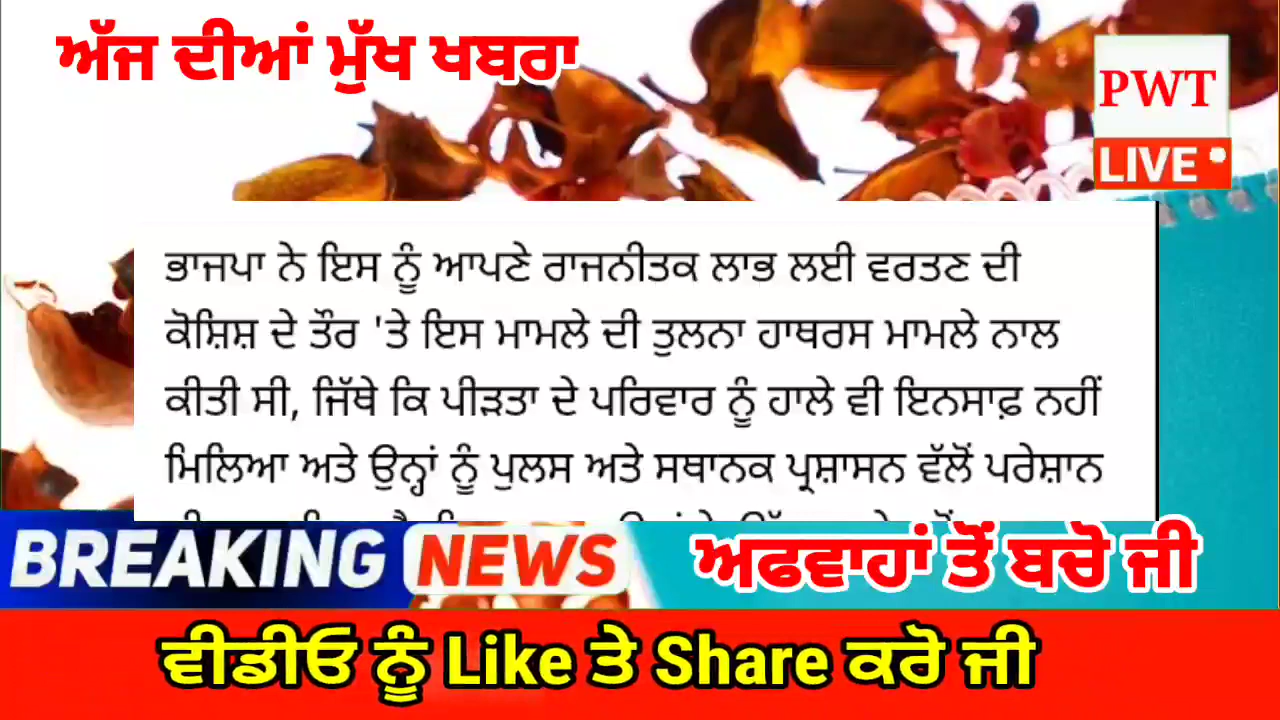 ਅੱਜ ਦੀਆਂ ਮੁੱਖ ਖਬਰਾ
PWT
LIVE
ਭਾਜਪਾ ਨੇ ਇਸ ਨੂੰ ਆਪਣੇ ਰਾਜਨੀਤਕ ਲਾਭ ਲਈ ਵਰਤਣ ਦੀ
ਕੋਸ਼ਿਸ਼ ਦੇ ਤੌਰ 'ਤੇ ਇਸ ਮਾਮਲੇ ਦੀ ਤੁਲਨਾ ਹਾਥਰਸ ਮਾਮਲੇ ਨਾਲ
ਕੀਤੀ ਸੀ, ਜਿੱਥੇ ਕਿ ਪੀੜਤਾ ਦੇ ਪਰਿਵਾਰ ਨੂੰ ਹਾਲੇ ਵੀ ਇਨਸਾਫ਼ ਨਹੀਂ
ਮਿਲਿਆ ਅਤੇ ਉਨ੍ਹਾਂ ਨੂੰ ਪੁਲਸ ਅਤੇ ਸਥਾਨਕ ਪ੍ਰਸ਼ਾਸਨ ਵੱਲੋਂ ਪਰੇਸ਼ਾਨ
BREAKING NEWS
ਅਫਵਾਹਾਂ ਤੋਂ ਬਚੋ ਜੀ
ਵੀਡੀਓ ਨੂੰ Like ਤੇ Share ਕਰੋ ਜੀ